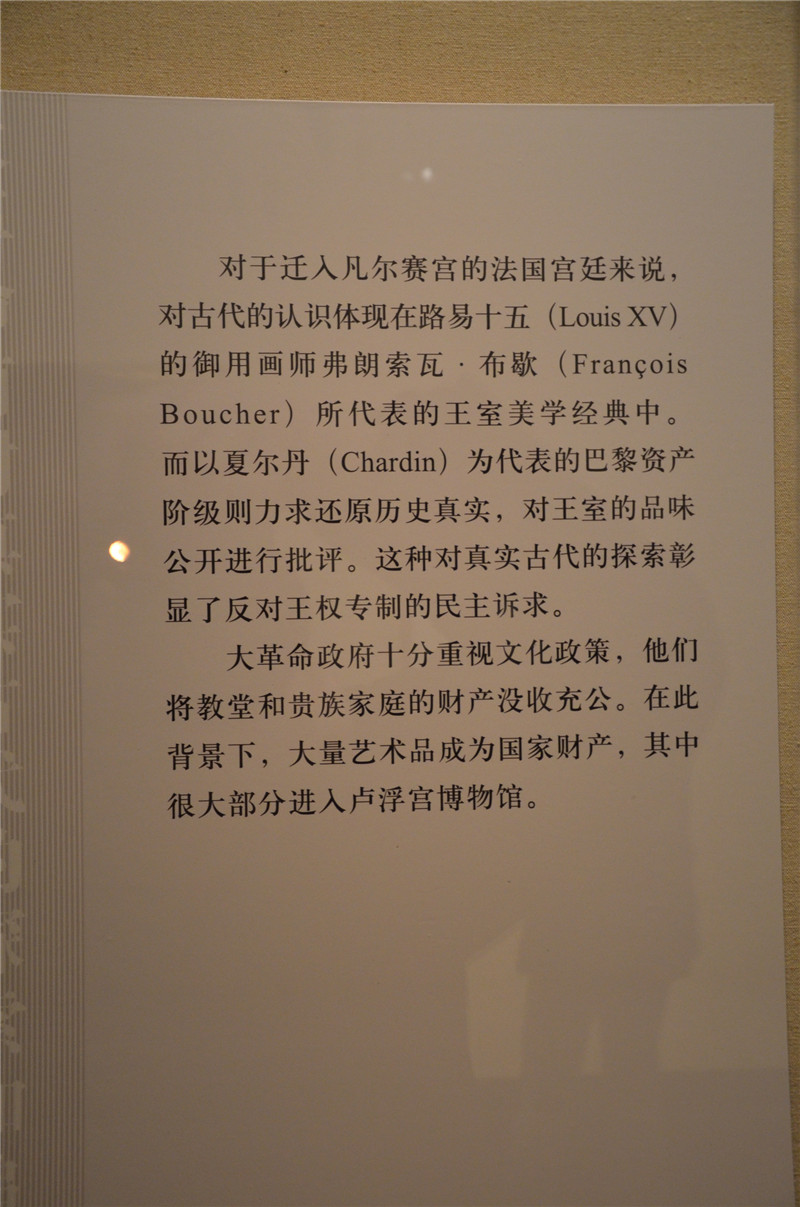 对于迁入凡尔赛宫的法国宫廷来说，
对古代的认识体现在路易十五（Louis XV）
的御用画师弗朗索瓦·布歇（François
Boucher）所代表的王室美学经典中。
而以夏尔丹（Chardin）为代表的巴黎资产
阶级则力求还原历史真实，对王室的品味
公开进行批评。这种对真实古代的探索彰
显了反对王权专制的民主诉求。
大革命政府十分重视文化政策，他们
将教堂和贵族家庭的财产没收充公。在此
背景下，大量艺术品成为国家财产，其中
很大部分进入卢浮宫博物馆。